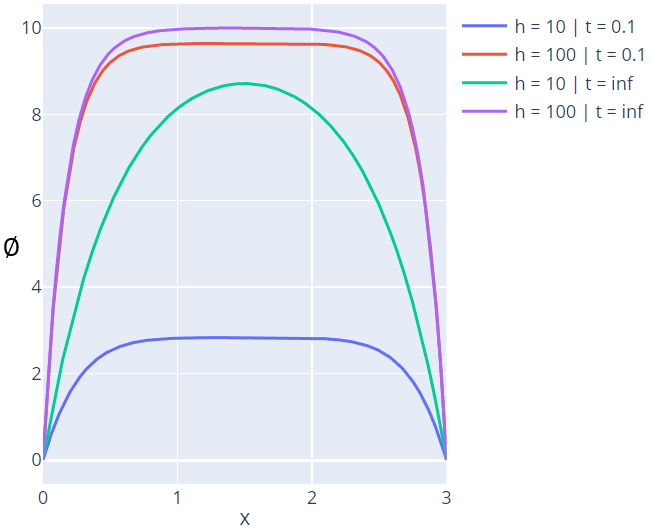 10
8
6
4
2
0
Ø
0 1 2 3
x
h = 10 | t = 0.1
h = 100 | t = 0.1
h = 10 | t = inf
h = 100 | t = inf